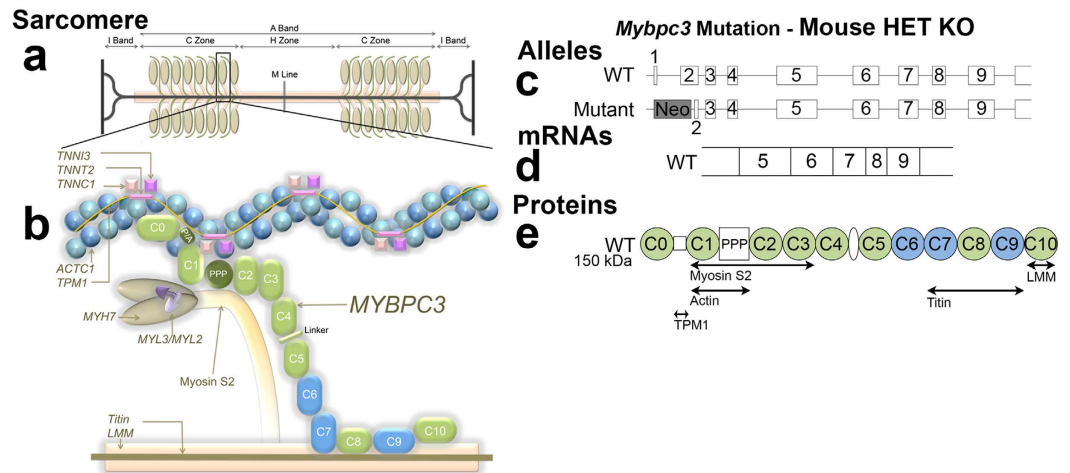 Sarcomere
a
A Band
I Band
C Zone
H Zone
C Zone
I Band
M Line
TNNI3
TNNT2
TNNC1
b
C0
P/A
C1
PPP
C2
C3
C4
Linker
C5
C6
C7
C8
C9
C10
ACTC1
TPM1
MYH7
MYL3/MYL2
MYBPC3
Myosin S2
Titin
LMM
Mybpc3 Mutation - Mouse HET KO
Alleles
c
1
WT 2 3 4 5 6 7 8 9
Mutant Neo 3 4 5 6 7 8 9
2
mRNAs
d
WT 5 6 7 8 9
Proteins
e
WT C0 C1 PPP C2 C3 C4 C5 C6 C7 C8 C9 C10
150 kDa
Myosin S2
LMM
Actin
Titin
TPM1